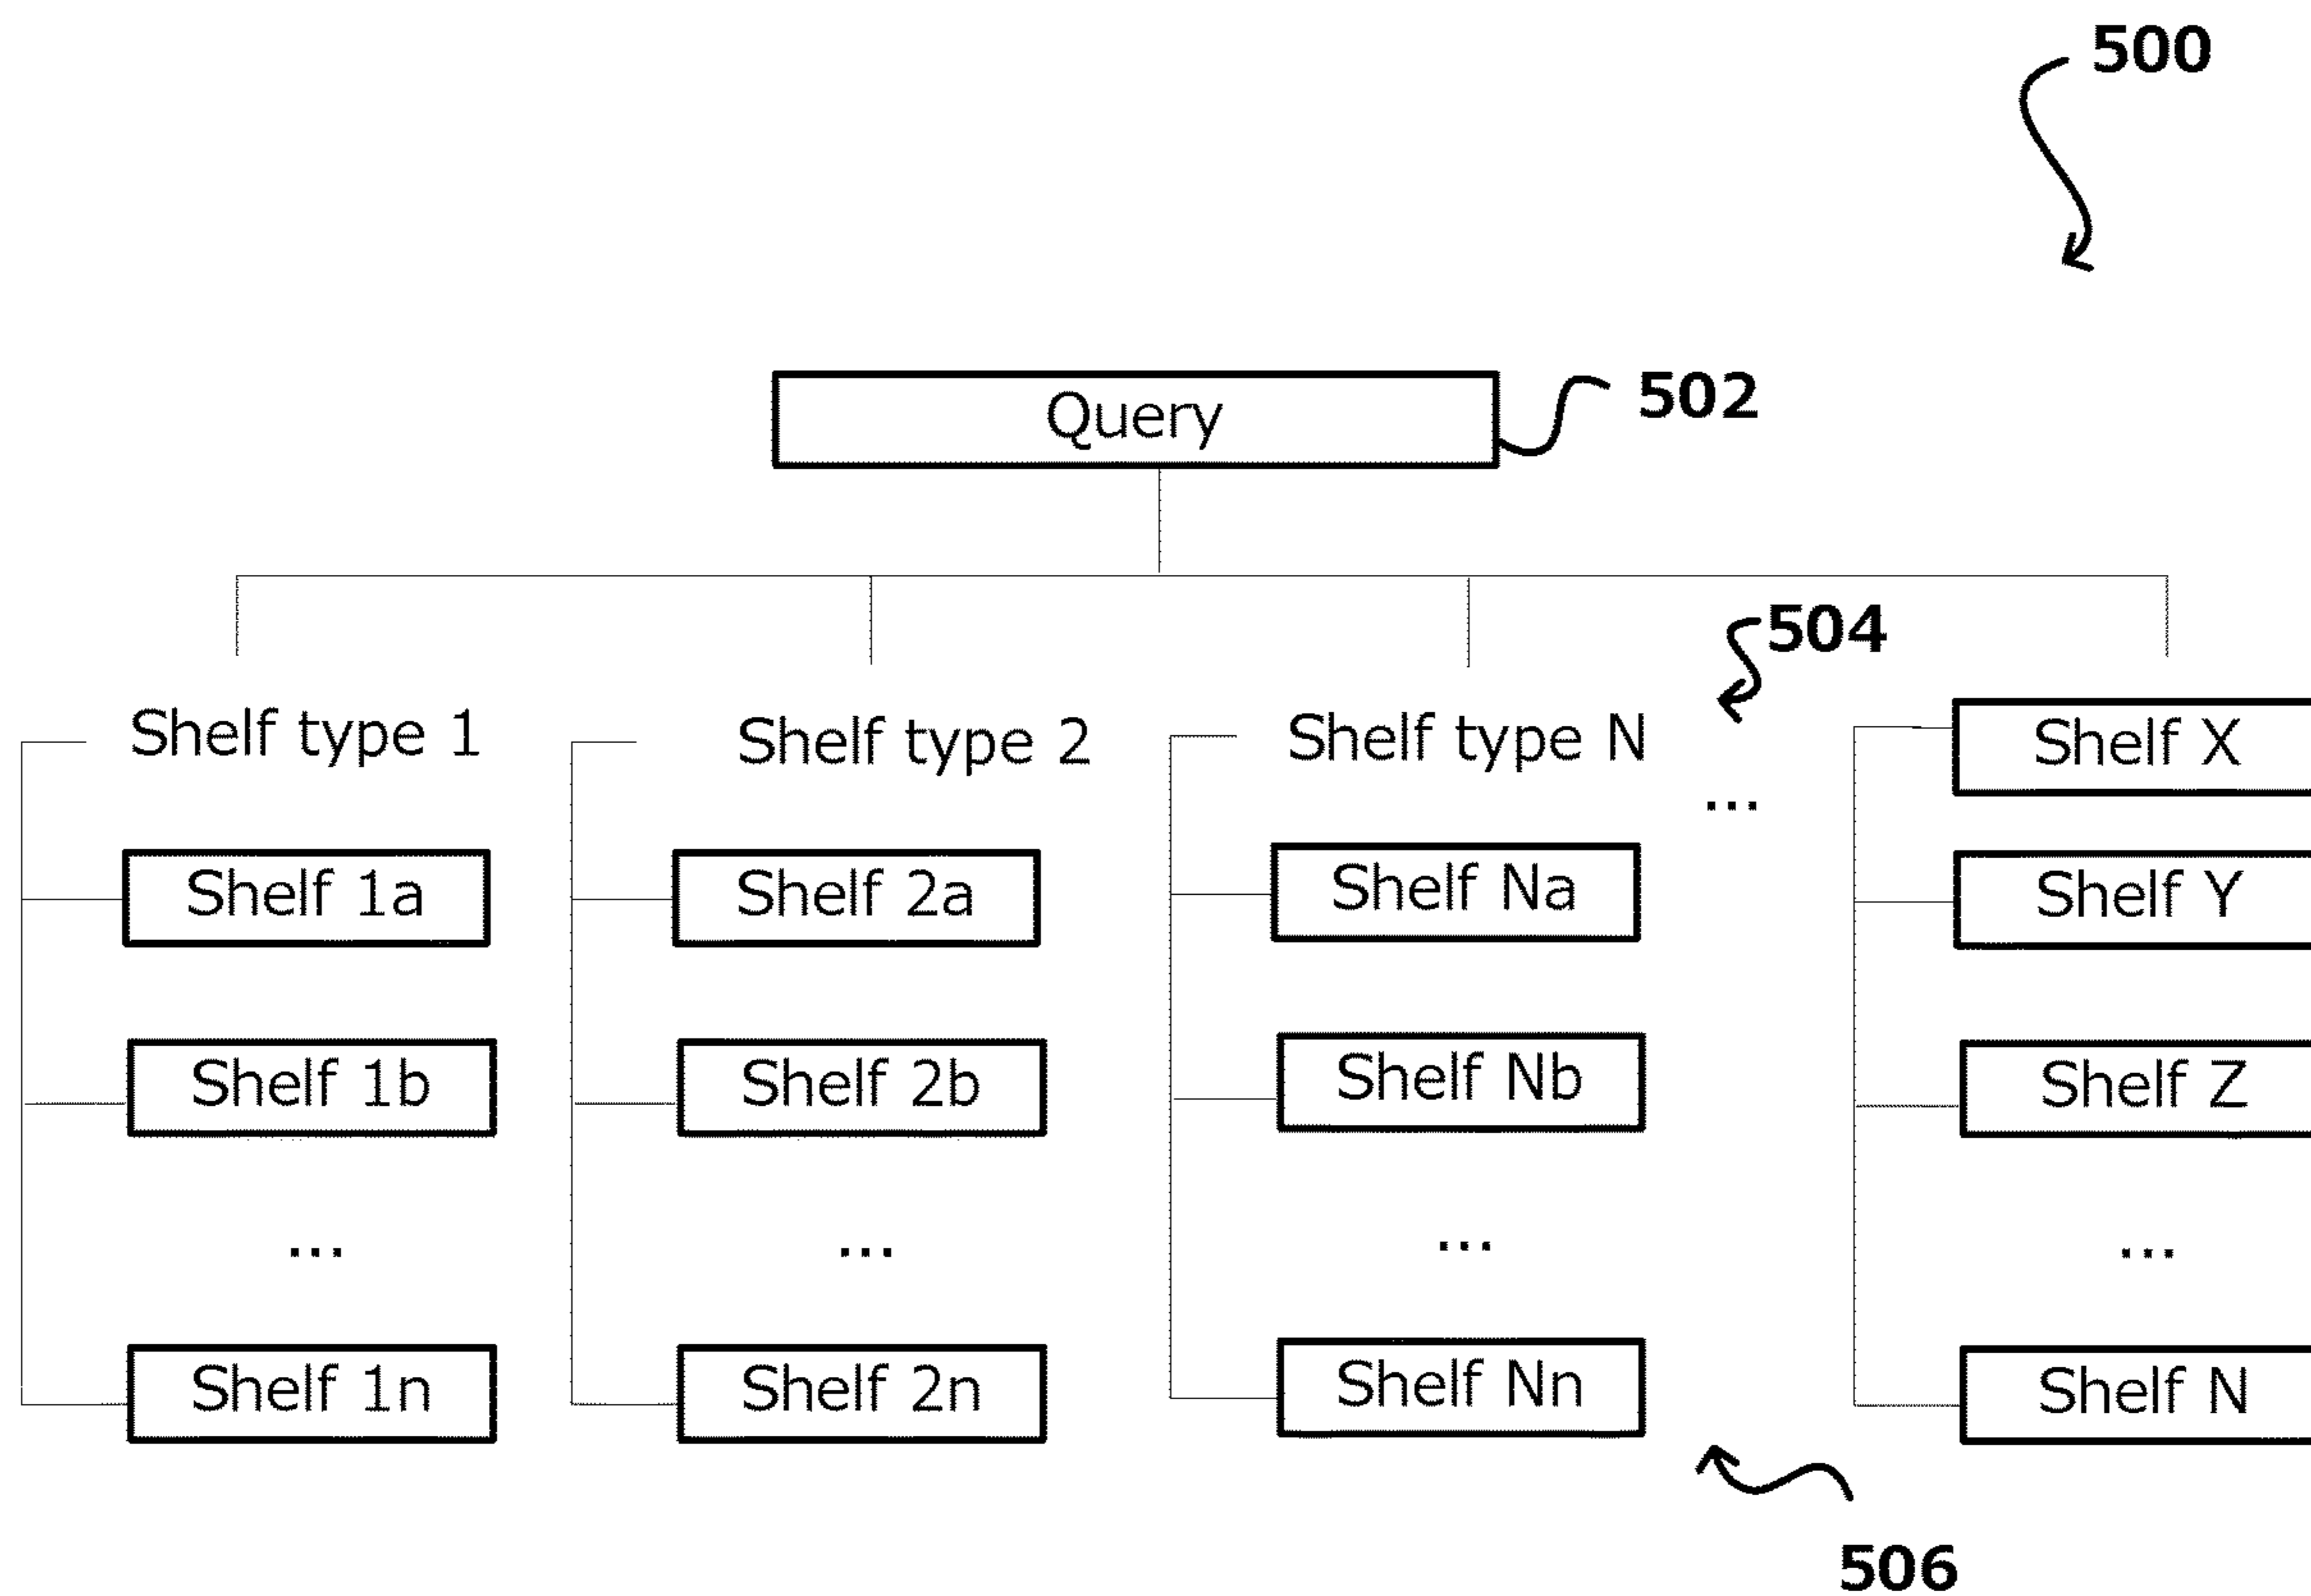 500
Query
502
504
Shelf type 1
Shelf type 2
Shelf type N
...
Shelf X
Shelf 1a
Shelf 2a
Shelf Na
Shelf Y
Shelf 1b
Shelf 2b
Shelf Nb
Shelf Z
...
...
...
...
Shelf 1n
Shelf 2n
Shelf Nn
Shelf N
506